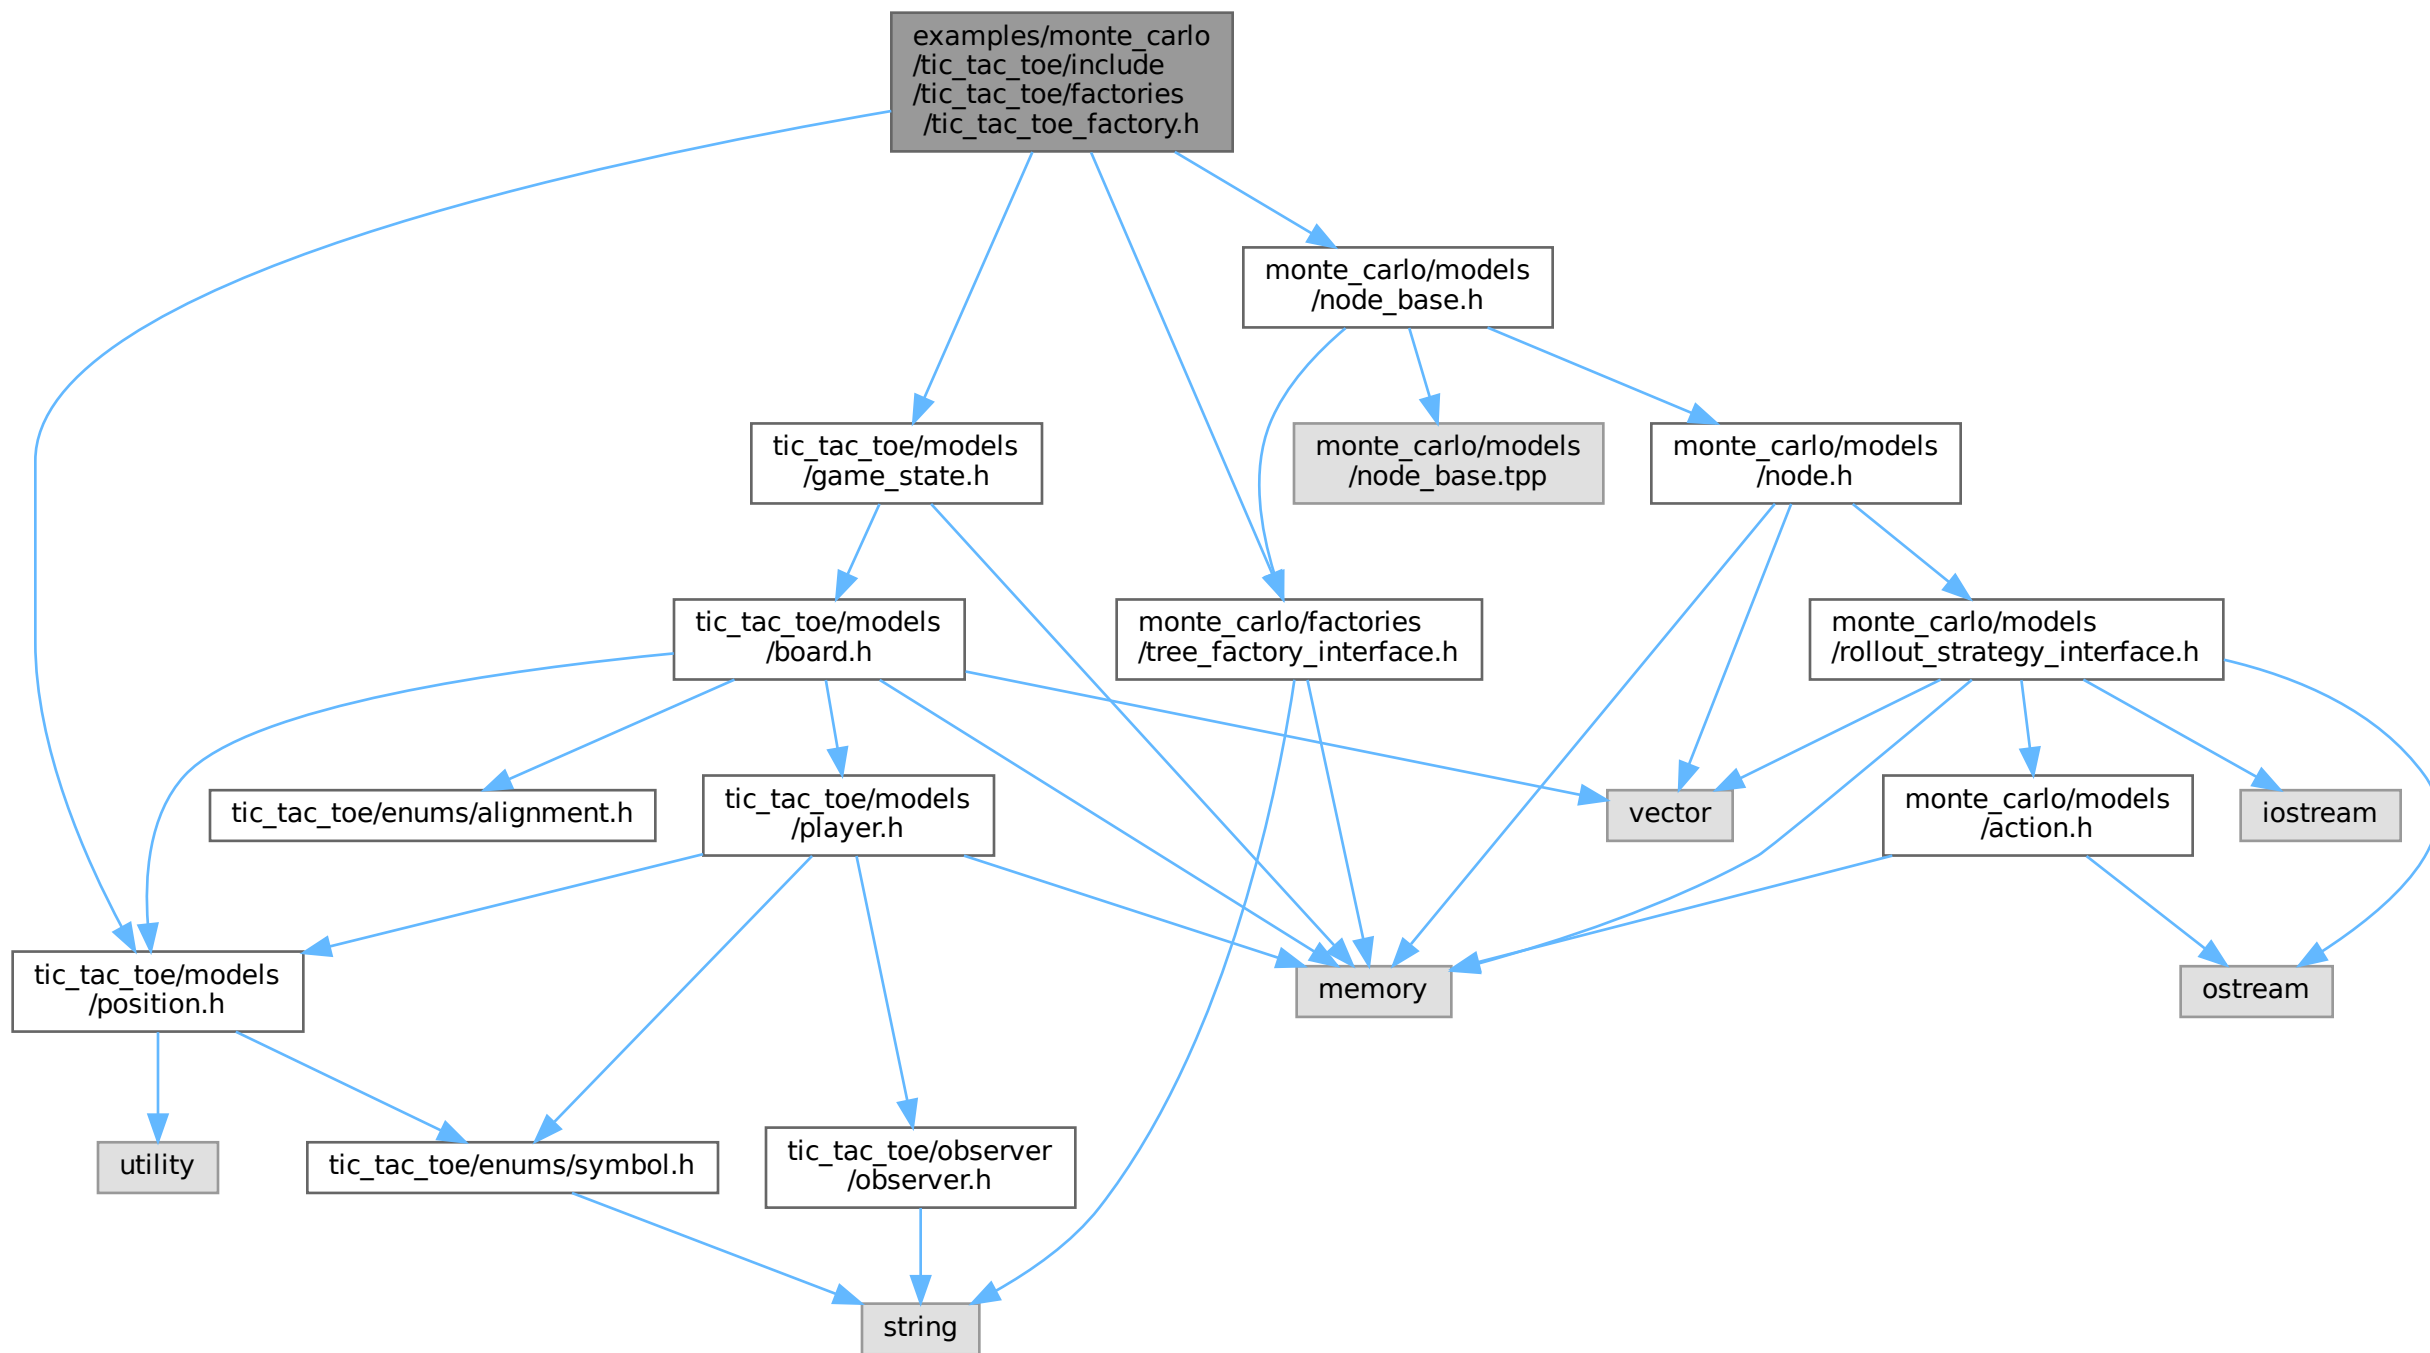 examples/monte_carlo
/tic_tac_toe/include
/tic_tac_toe/factories
/tic_tac_toe_factory.h
monte_carlo/models
/node_base.h
tic_tac_toe/models
/game_state.h
monte_carlo/models
/node_base.tpp
monte_carlo/models
/node.h
tic_tac_toe/models
/board.h
monte_carlo/factories
/tree_factory_interface.h
monte_carlo/models
/rollout_strategy_interface.h
tic_tac_toe/enums/alignment.h
tic_tac_toe/models
/player.h
vector
monte_carlo/models
/action.h
iostream
tic_tac_toe/models
/position.h
memory
ostream
utility
tic_tac_toe/enums/symbol.h
tic_tac_toe/observer
/observer.h
string